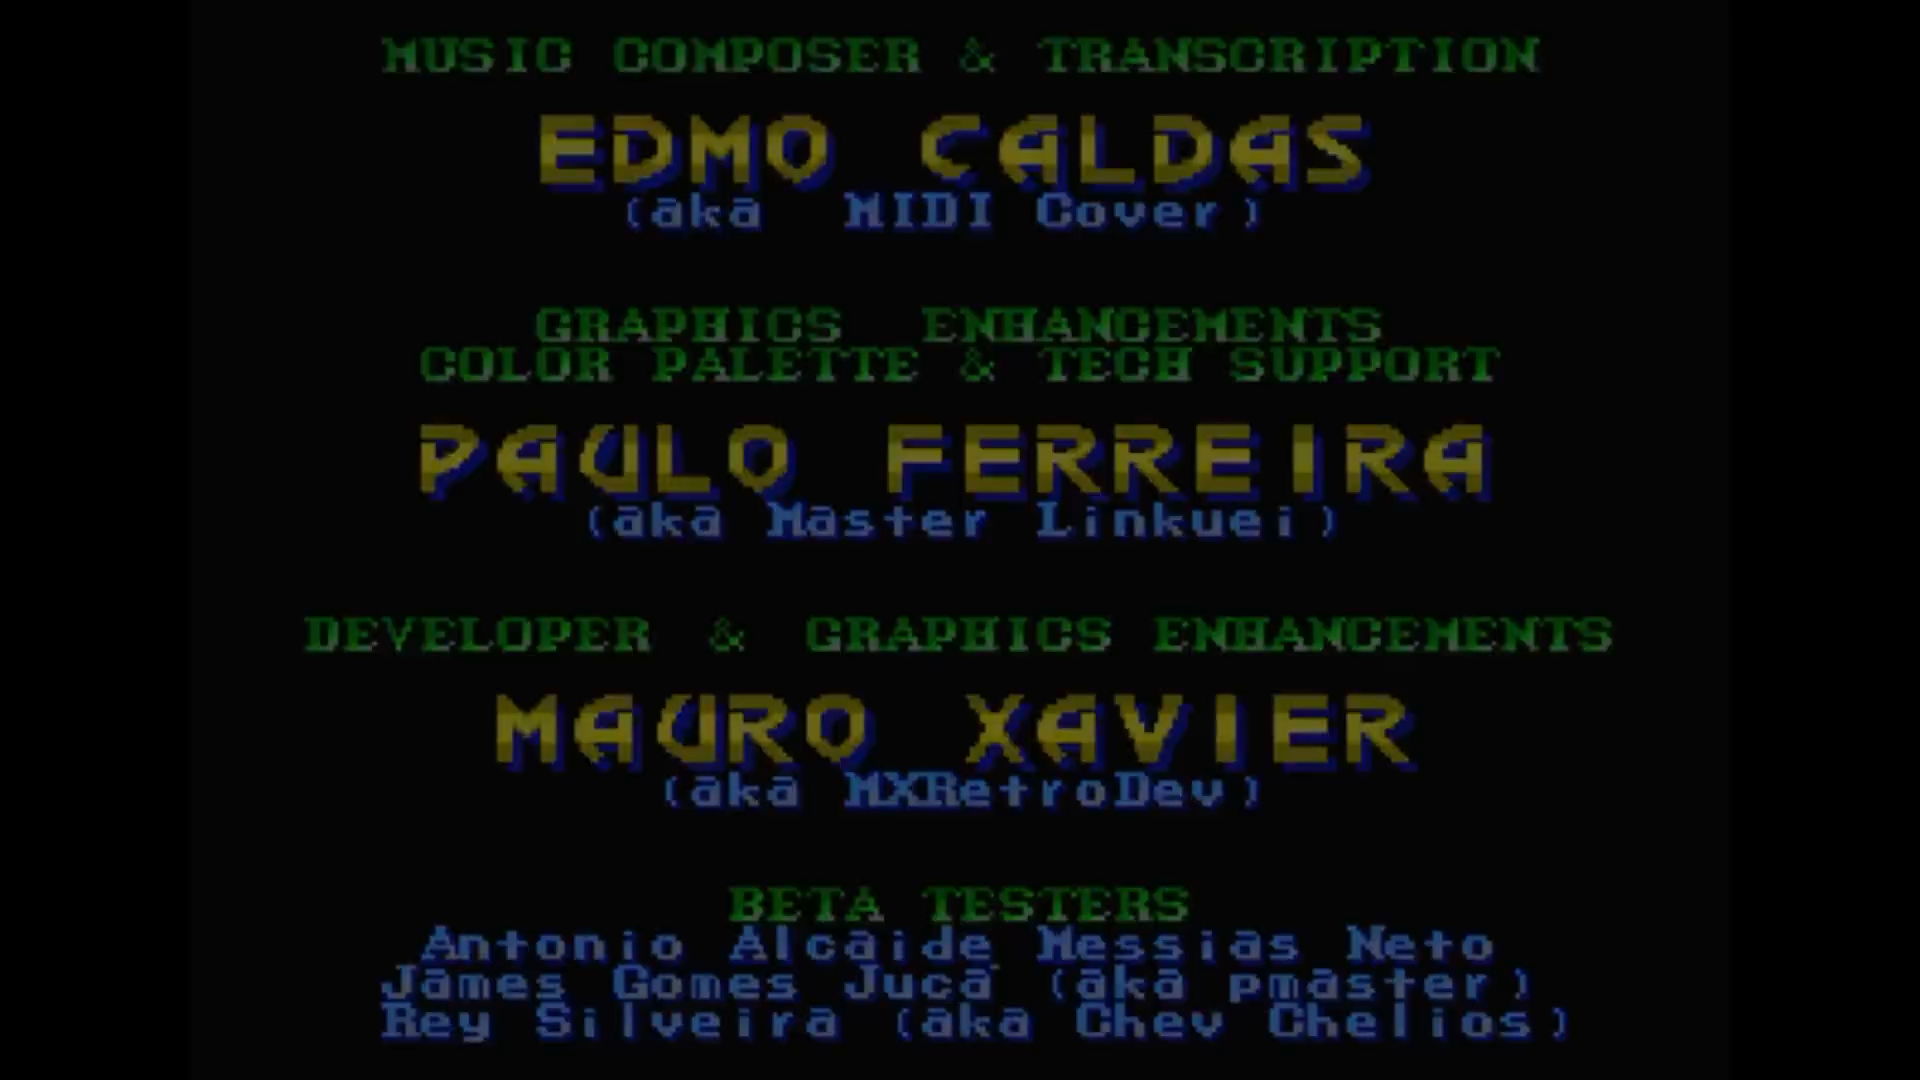 MUSIC COMPOSER & TRANSCRIPTION
EDMO CALDAS
(aka MIDI Cover)
GRAPHICS ENHANCEMENTS
COLOR PALETTE & TECH SUPPORT
PAULO FERREIRA
(aka Master Linkuei)
DEVELOPER & GRAPHICS ENHANCEMENTS
MAURO XAVIER
(aka MXRetroDev)
BETA TESTERS
Antonio Alcaide Messias Neto
James Gomes Juca (aka pmaster)
Rey Silveira (aka Chev Chelios)